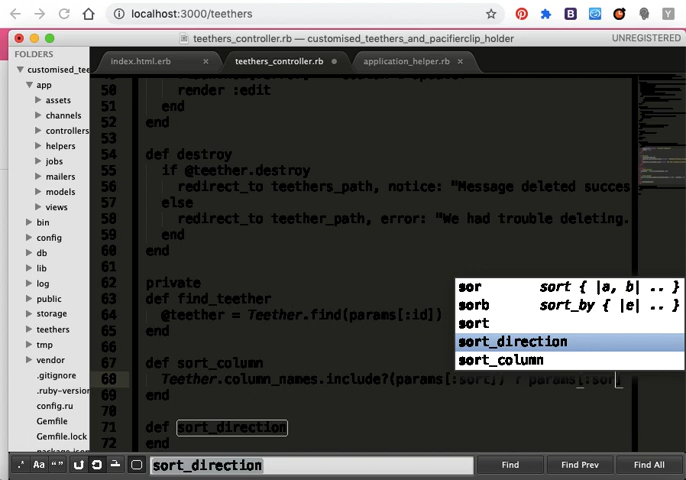 localhost:3000/teethers
teethers_controller.rb — customised_teethers_and_pacifierclip_holder
UNREGISTERED
FOLDERS
index.html.erb
teethers_controller.rb
application_helper.rb
customised_tee
app
assets
channels
controllers
helpers
jobs
mailers
models
views
bin
config
db
lib
log
public
storage
teethers
tmp
vendor
.gitignore
.ruby-version
config.ru
Gemfile
Gemfile.lock
50 render :edit
51 end
52 end
53
54 def destroy
55 if @teether.destroy
56 redirect_to teethers_path, notice: "Message deleted succes
57 else
58 redirect_to teether_path, error: "We had trouble deleting.
59 end
60 end
61
62 private
63 def find_teether
64 @teether = Teether.find(params[:id])
65 end
66
67 def sort_column
68 Teether.column_names.include?(params[:sort]) ? params[:sor]
69 end
70
71 def sort_direction
72 end
sor sort { |a, b| .. }
sorb sort_by { |e| .. }
sort
sort_direction
sort_column
.* Aa “ ”
sort_direction
Find
Find Prev
Find All